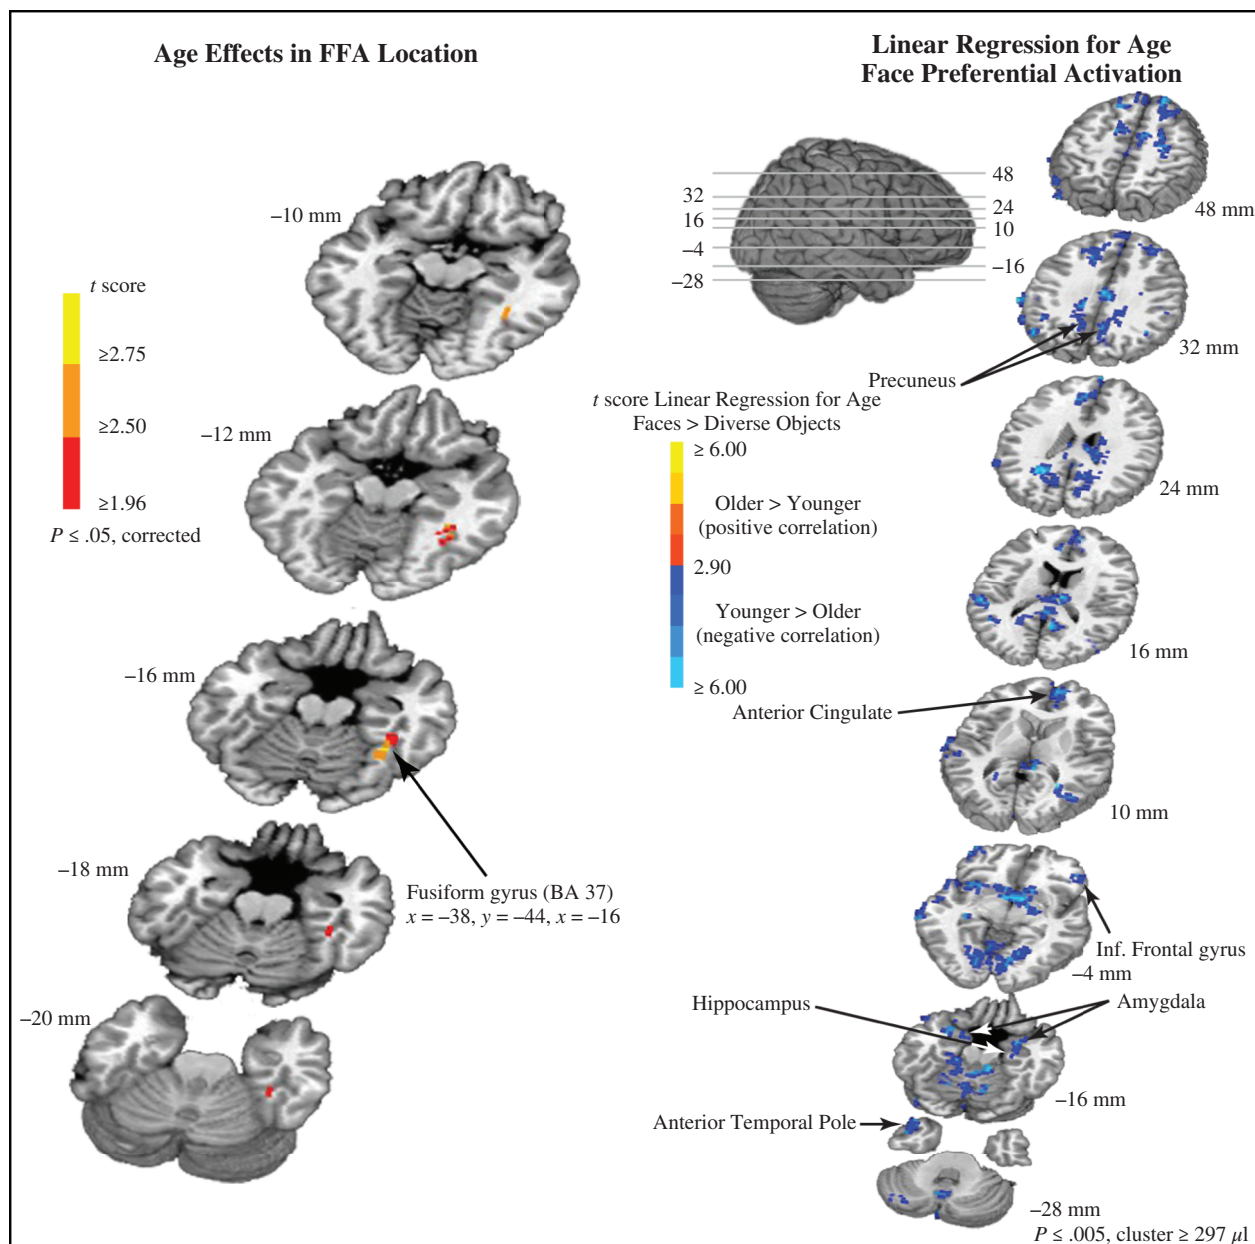 Age Effects in FFA Location
−10 mm
t score
≥2.75
≥2.50
≥1.96
P ≤ .05, corrected
−12 mm
−16 mm
−18 mm
Fusiform gyrus (BA 37)
x = −38, y = −44, x = −16
−20 mm
Linear Regression for Age
Face Preferential Activation
48
32
24
16
10
−4
−16
−28
48 mm
32 mm
Precuneus
t score Linear Regression for Age
Faces > Diverse Objects
≥ 6.00
Older > Younger
(positive correlation)
2.90
Younger > Older
(negative correlation)
≥ 6.00
24 mm
16 mm
Anterior Cingulate
10 mm
Inf. Frontal gyrus
−4 mm
Hippocampus
Amygdala
−16 mm
Anterior Temporal Pole
−28 mm
P ≤ .005, cluster ≥ 297 µl